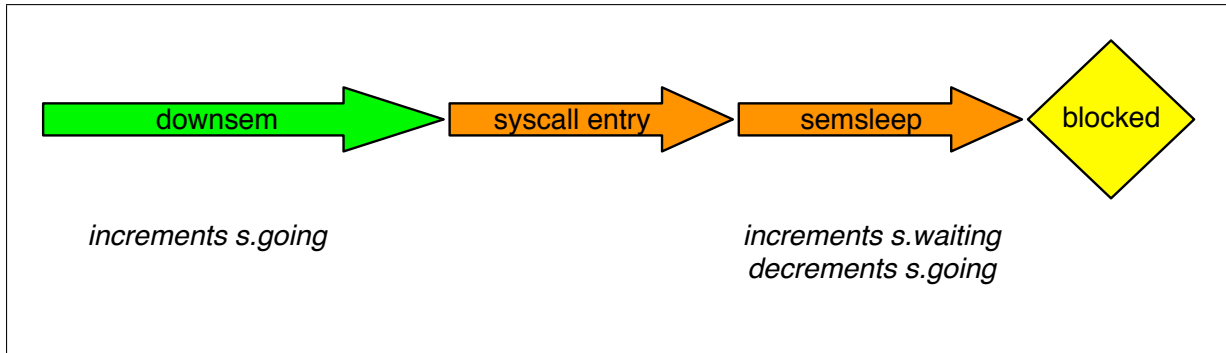 downsem
syscall entry
semsleep
blocked
increments s.going
increments s.waiting
decrements s.going